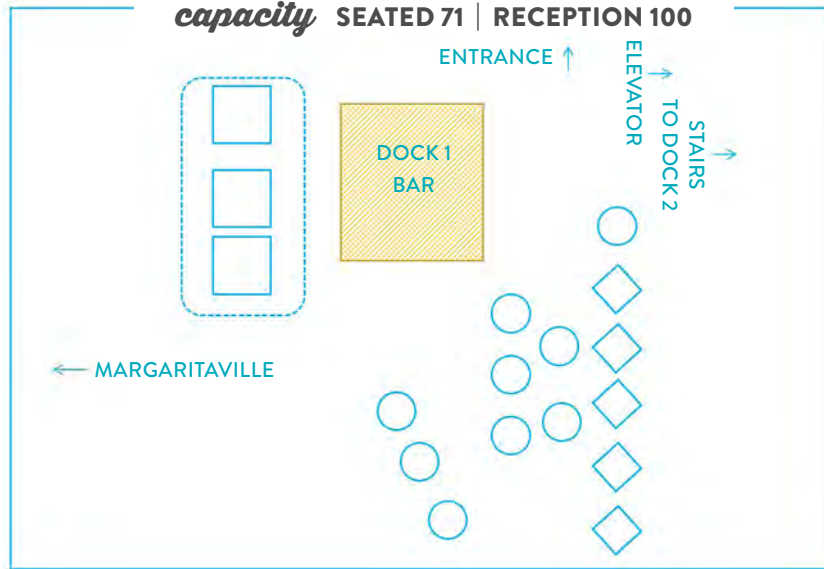 capacity SEATED 71 | RECEPTION 100
ENTRANCE
ELEVATOR
STAIRS
TO DOCK 2
DOCK 1
BAR
MARGARITAVILLE